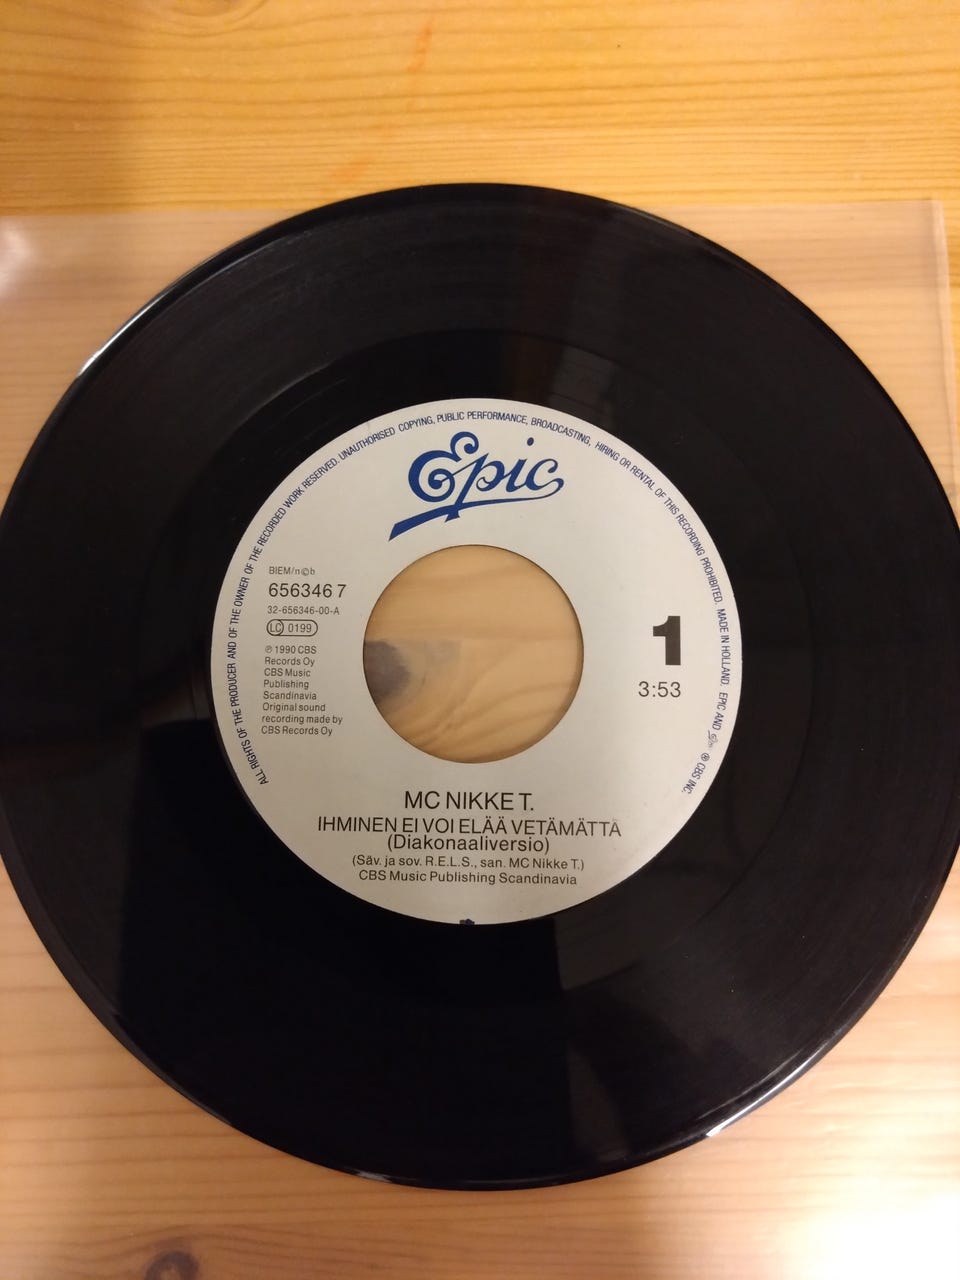 ALL RIGHTS OF THE PRODUCER AND OF THE OWNER OF THE RECORDED WORK RESERVED. UNAUTHORISED COPYING, PUBLIC PERFORMANCE, BROADCASTING, HIRING OR RENTAL OF THIS RECORDING PROHIBITED. MADE IN HOLLAND. EPIC AND Epic ® CBS INC.
Epic
BIEM/n©b
656346 7
32-656346-00-A
LC 0199
℗ 1990 CBS
Records Oy
CBS Music
Publishing
Scandinavia
Original sound
recording made by
CBS Records Oy
1
3:53
MC NIKKE T.
IHMINEN EI VOI ELÄÄ VETÄMÄTTÄ
(Diakonaaliversio)
(Säv. ja sov. R.E.L.S., san. MC Nikke T.)
CBS Music Publishing Scandinavia